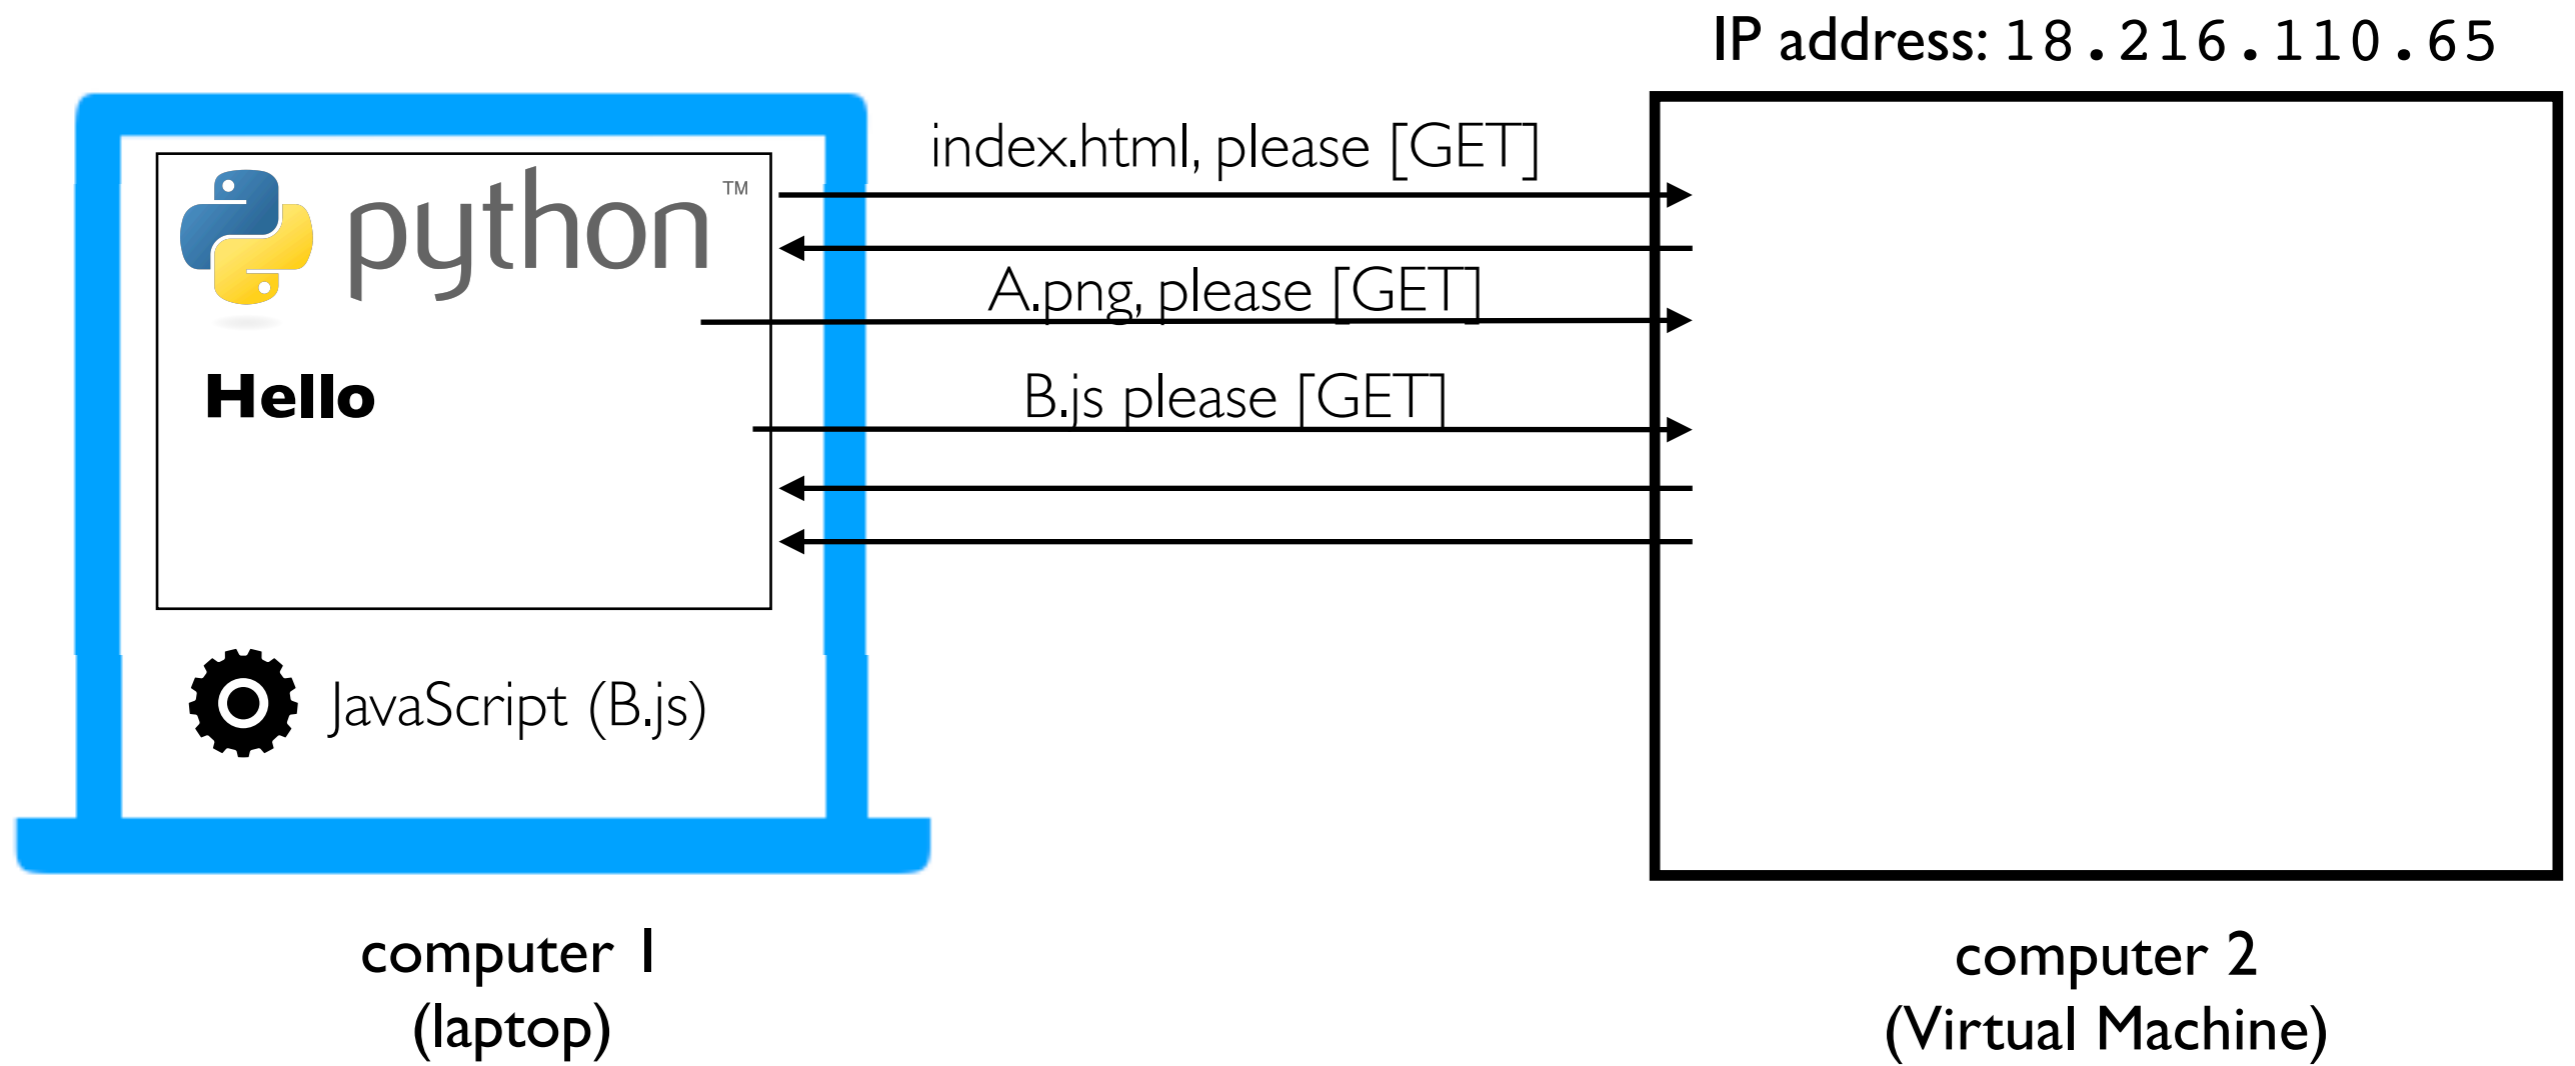 IP address: 18.216.110.65
index.html, please [GET]
python™
A.png, please [GET]
Hello
B.js please [GET]
JavaScript (B.js)
computer 1
(laptop)
computer 2
(Virtual Machine)